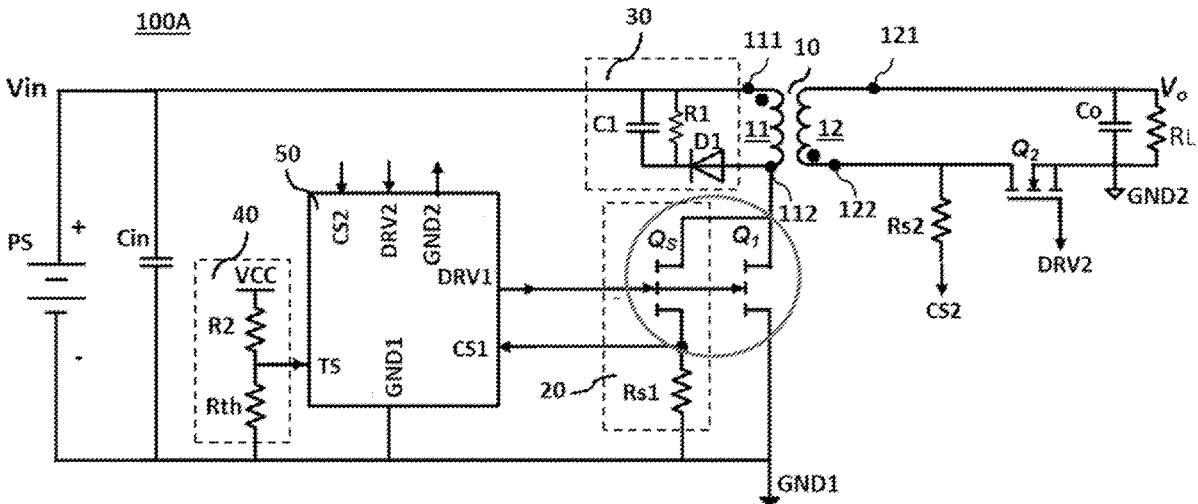 100A
30
111
10
121
Vin
Vo
C1
R1
D1
11
12
Co
RL
50
Q2
GND2
CS2
DRV2
GND2
112
122
Rs2
PS
+
Cin
40
VCC
QS
Q1
DRV1
DRV2
R2
CS2
TS
GND1
CS1
-
Rth
20
Rs1
GND1